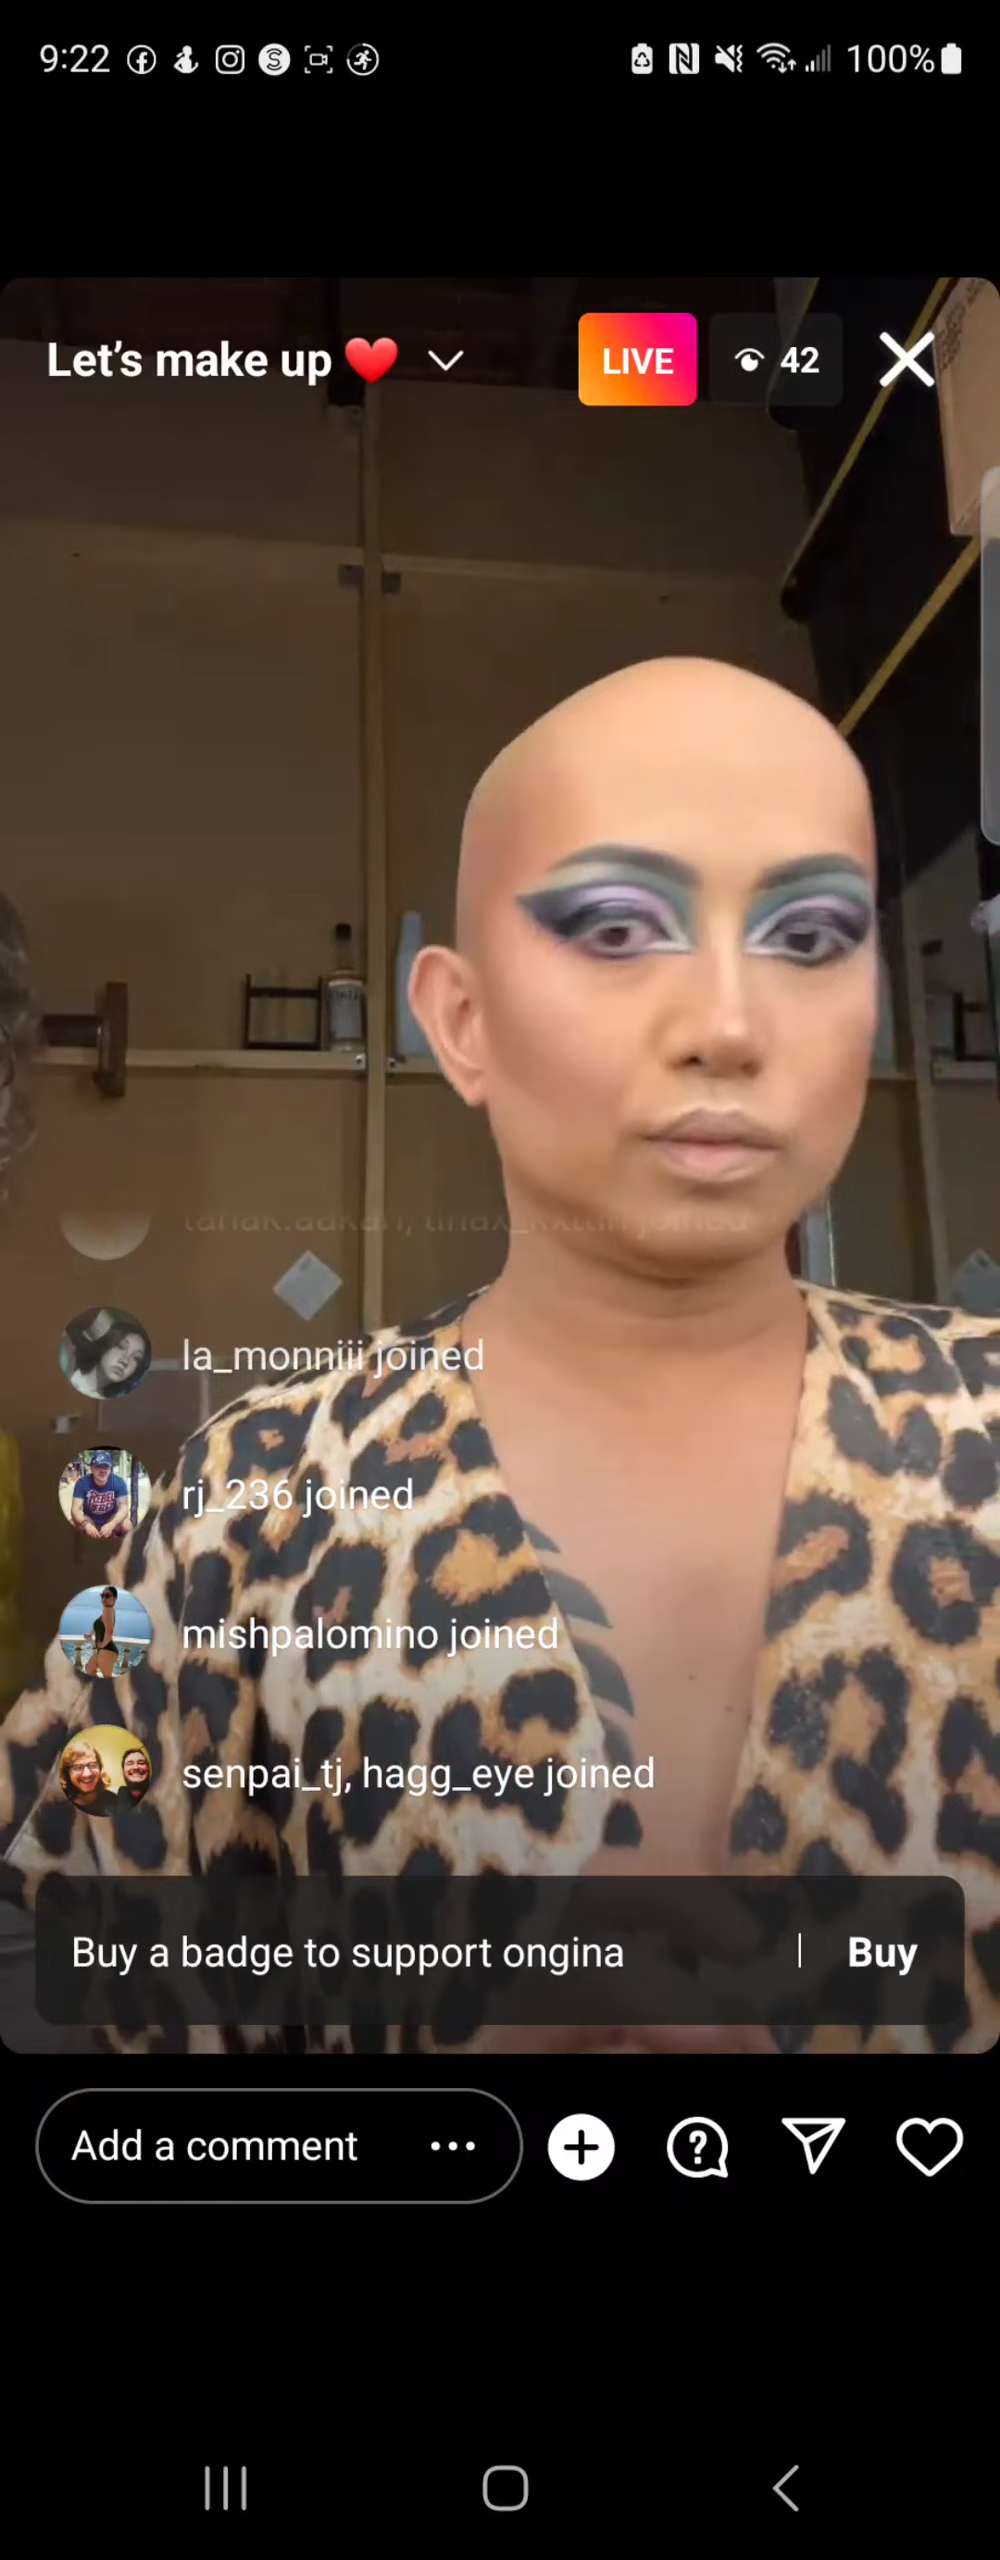 9:22
100%
Let's make up ❤️
LIVE
42
la_monniii joined
rj_236 joined
mishpalomino joined
senpai_tj, hagg_eye joined
Buy a badge to support ongina | Buy
Add a comment